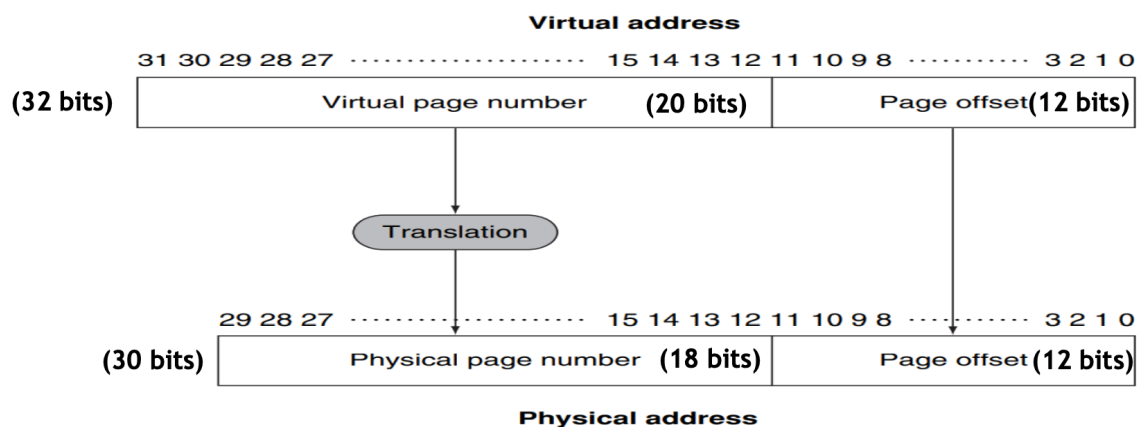 Virtual address
31 30 29 28 27 ...................... 15 14 13 12 11 10 9 8 ........... 3 2 1 0
(32 bits) Virtual page number (20 bits) Page offset (12 bits)
Translation
29 28 27 ...................... 15 14 13 12 11 10 9 8 ........... 3 2 1 0
(30 bits) Physical page number (18 bits) Page offset (12 bits)
Physical address